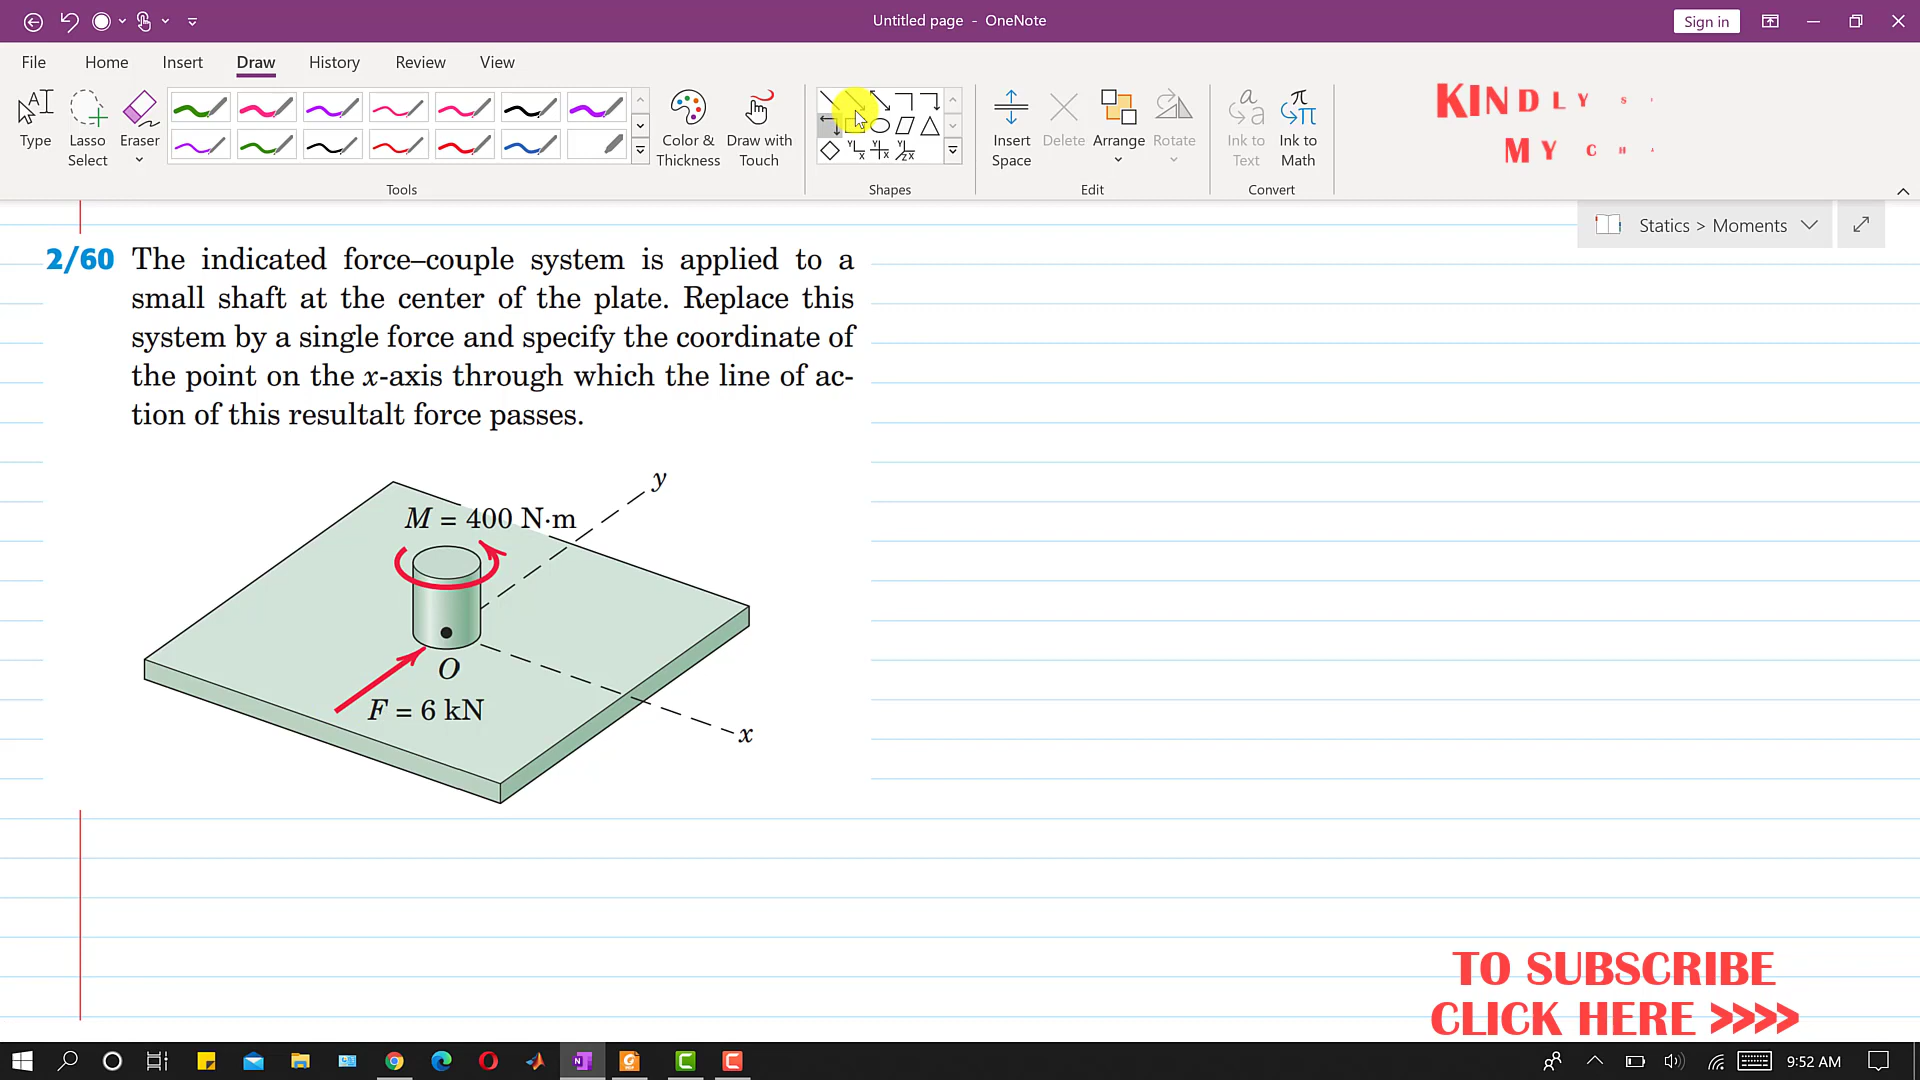 Untitled page - OneNote
Sign in
File Home Insert Draw History Review View
Type
Lasso Select
Eraser
Color & Thickness
Draw with Touch
Insert Space
Delete
Arrange
Rotate
Ink to Text
Ink to Math
Tools
Shapes
Edit
Convert
KINDLY S
MY CHA
Statics > Moments
2/60 The indicated force–couple system is applied to a
small shaft at the center of the plate. Replace this
system by a single force and specify the coordinate of
the point on the x-axis through which the line of ac-
tion of this resultalt force passes.
y
M = 400 N·m
O
F = 6 kN
x
TO SUBSCRIBE
CLICK HERE >>>>
9:52 AM